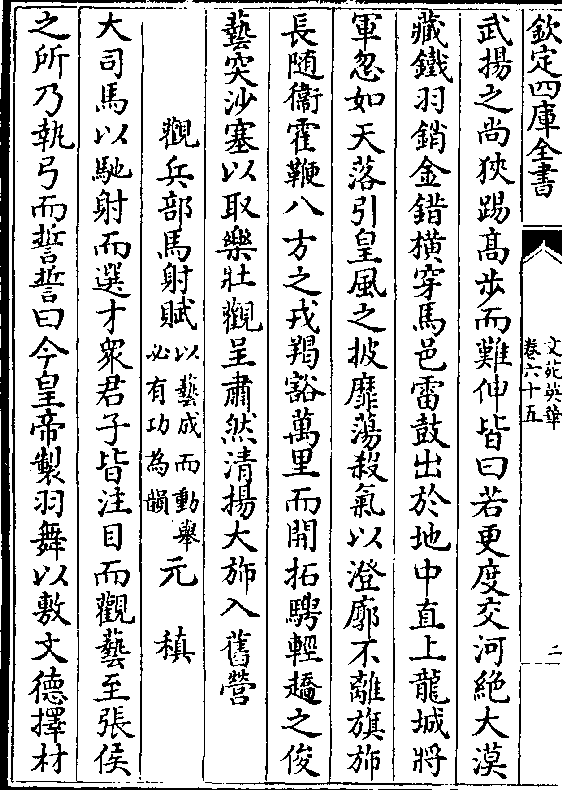 欽定四庫全書
文苑英華
卷六十五
二
武揚之尚狹踢高步而難伸皆曰若更度交河絶大漠
藏鐵羽銷金錯横穿馬邑雷鼓出於地中直上龍城將
軍忽如天落引皇風之披靡蕩殺氣以澄廓不離旗斾
長随衛霍鞭八方之戎羯豁萬里而開拓騁輕趫之俊
藝突沙塞以取樂壯觀呈肅然清揚大斾入舊營
觀兵部馬射賦以藝成而動舉必有功為韻 元稹
大司馬以馳射而選才衆君子皆注目而觀藝至張侯
之所乃執弓而誓誓曰今皇帝製羽舞以敷文德擇材